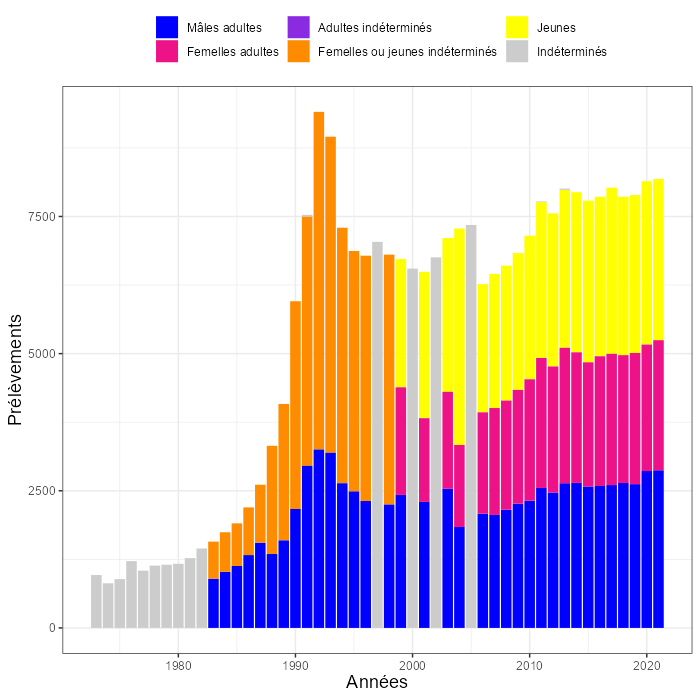 Mâles adultes
Adultes indéterminés
Jeunes
Femelles adultes
Femelles ou jeunes indéterminés
Indéterminés
Prélèvements
7500
5000
2500
0
1980
1990
2000
2010
2020
Années